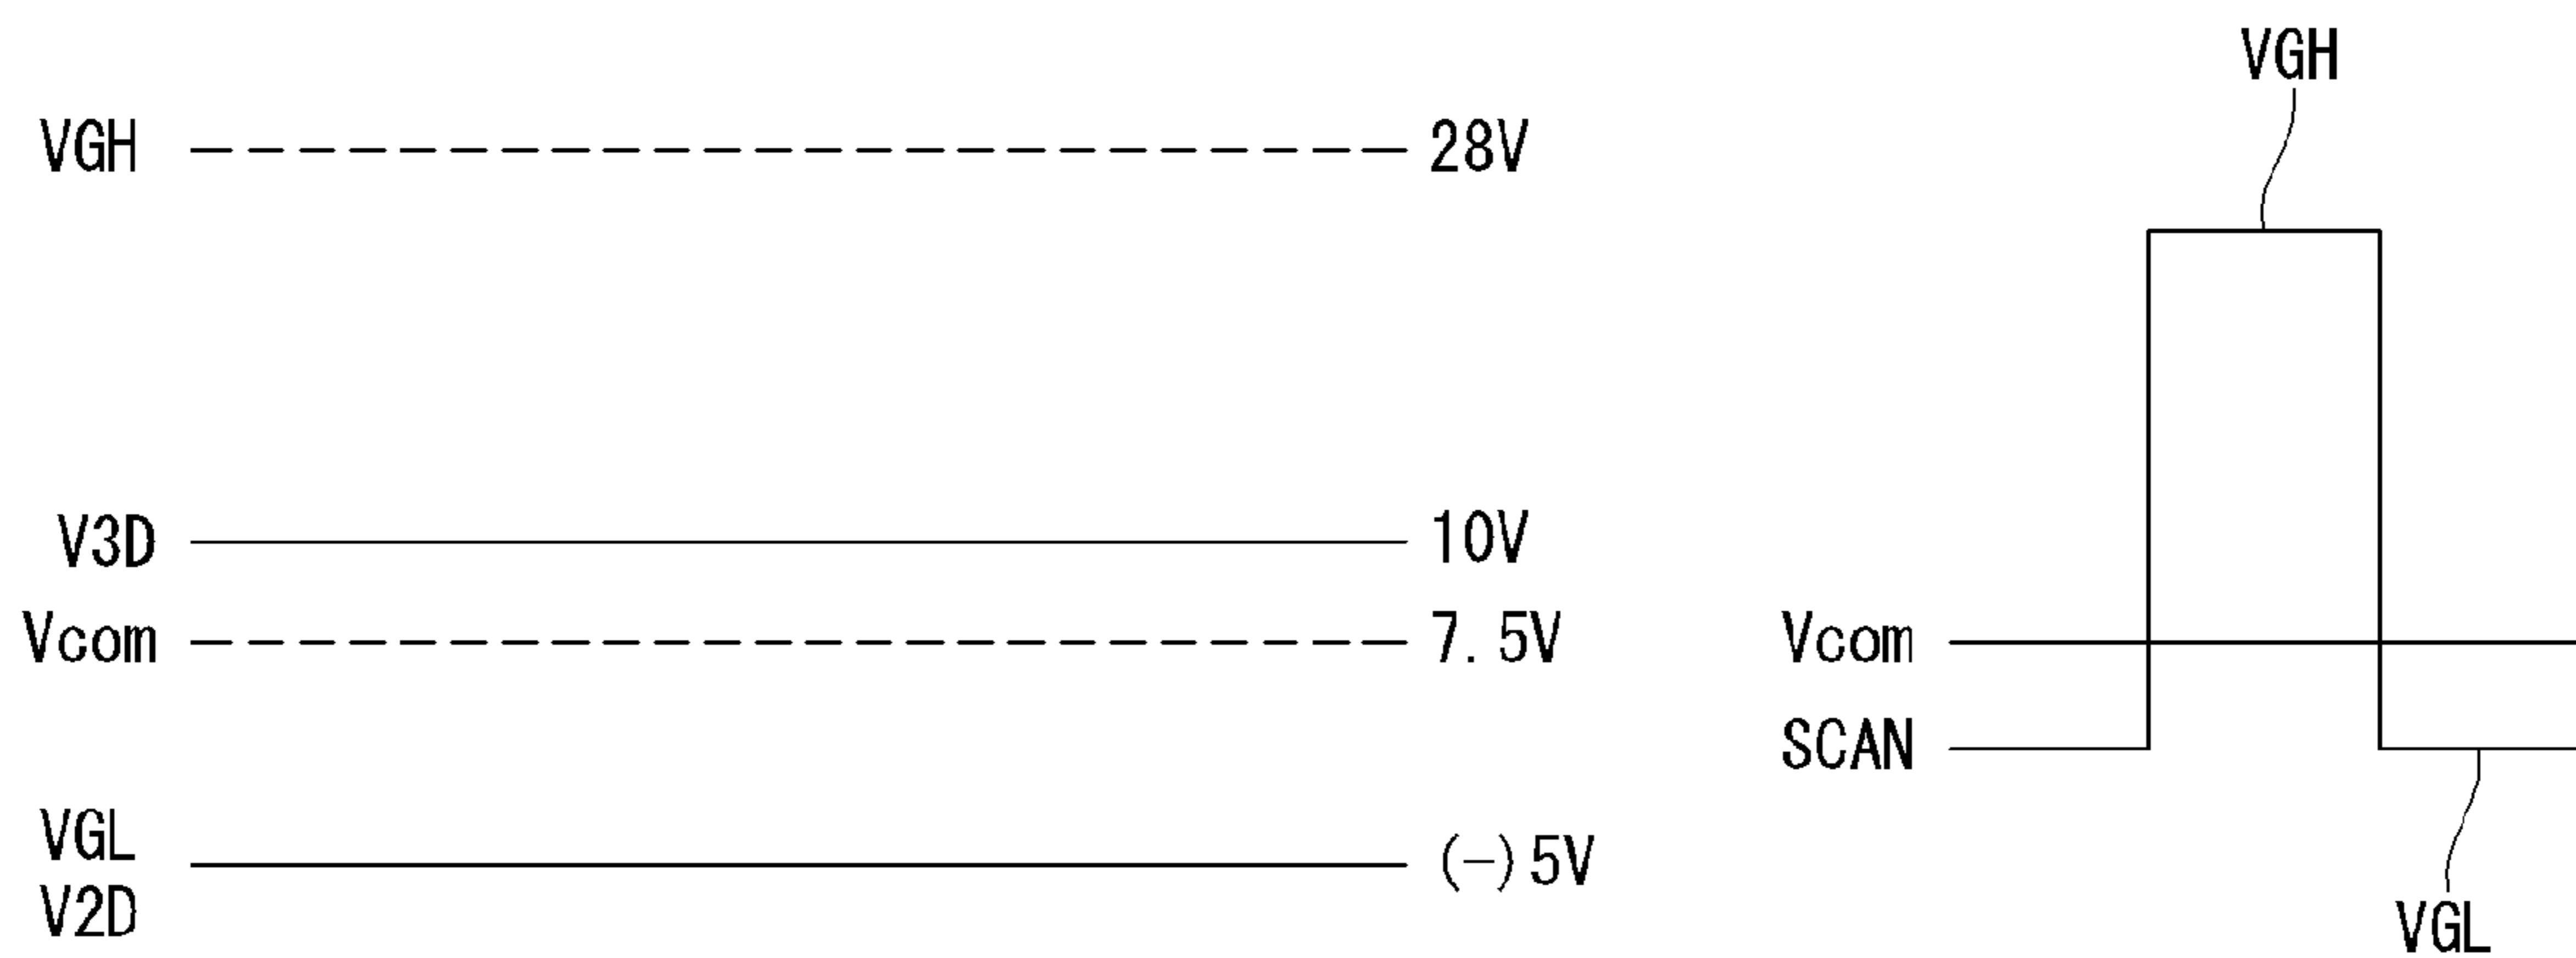 VGH 28V
V3D 10V
Vcom 7.5V
VGL (-)5V
V2D
VGH
Vcom
SCAN
VGL